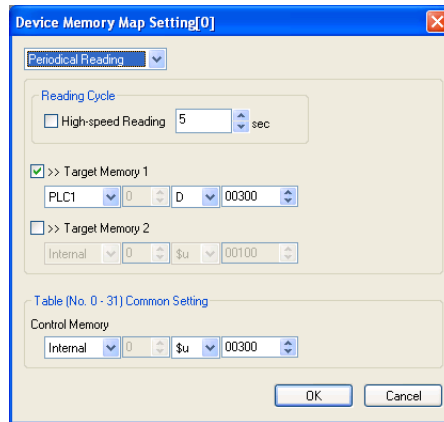 Device Memory Map Setting[0]
Periodical Reading
Reading Cycle
High-speed Reading 5 sec
>> Target Memory 1
PLC1 0 D 00300
>> Target Memory 2
Internal 0 $u 00100
Table (No. 0 - 31) Common Setting
Control Memory
Internal 0 $u 00300
OK Cancel